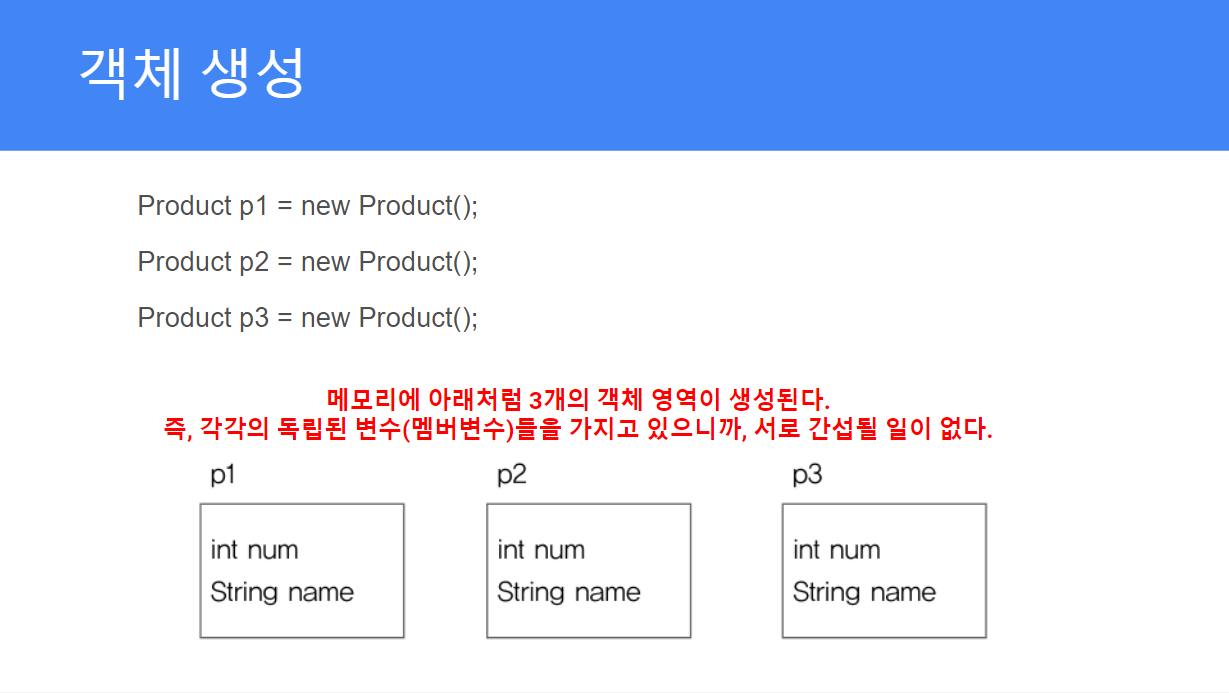 객체 생성
Product p1 = new Product();
Product p2 = new Product();
Product p3 = new Product();
메모리에 아래처럼 3개의 객체 영역이 생성된다.
즉, 각각의 독립된 변수(멤버변수)들을 가지고 있으니까, 서로 간섭될 일이 없다.
p1 p2 p3
int num int num int num
String name String name String name